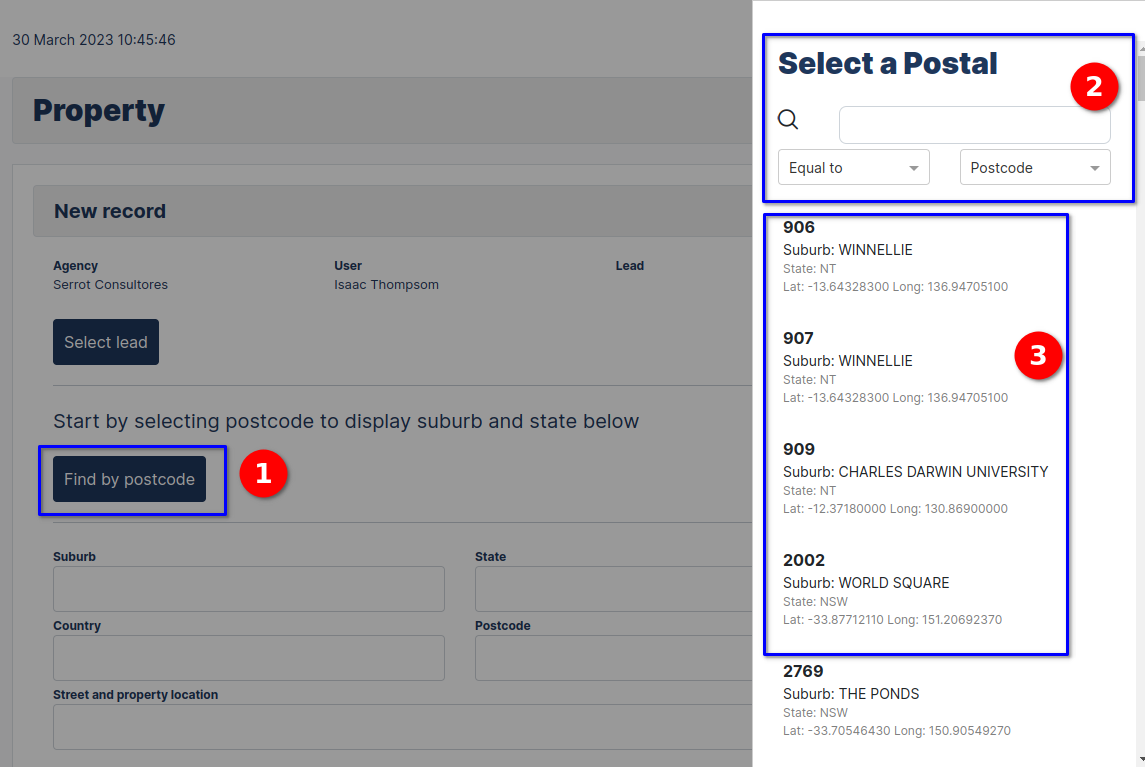 30 March 2023 10:45:46
Property
New record
Agency User Lead
Serrot Consultores Isaac Thompsom
Select lead
Start by selecting postcode to display suburb and state below
Find by postcode
1
Suburb State
Country Postcode
Street and property location
Select a Postal
2
Equal to Postcode
906
Suburb: WINNELLIE
State: NT
Lat: -13.64328300 Long: 136.94705100
907
Suburb: WINNELLIE
3
State: NT
Lat: -13.64328300 Long: 136.94705100
909
Suburb: CHARLES DARWIN UNIVERSITY
State: NT
Lat: -12.37180000 Long: 130.86900000
2002
Suburb: WORLD SQUARE
State: NSW
Lat: -33.87712110 Long: 151.20692370
2769
Suburb: THE PONDS
State: NSW
Lat: -33.70546430 Long: 150.90549270